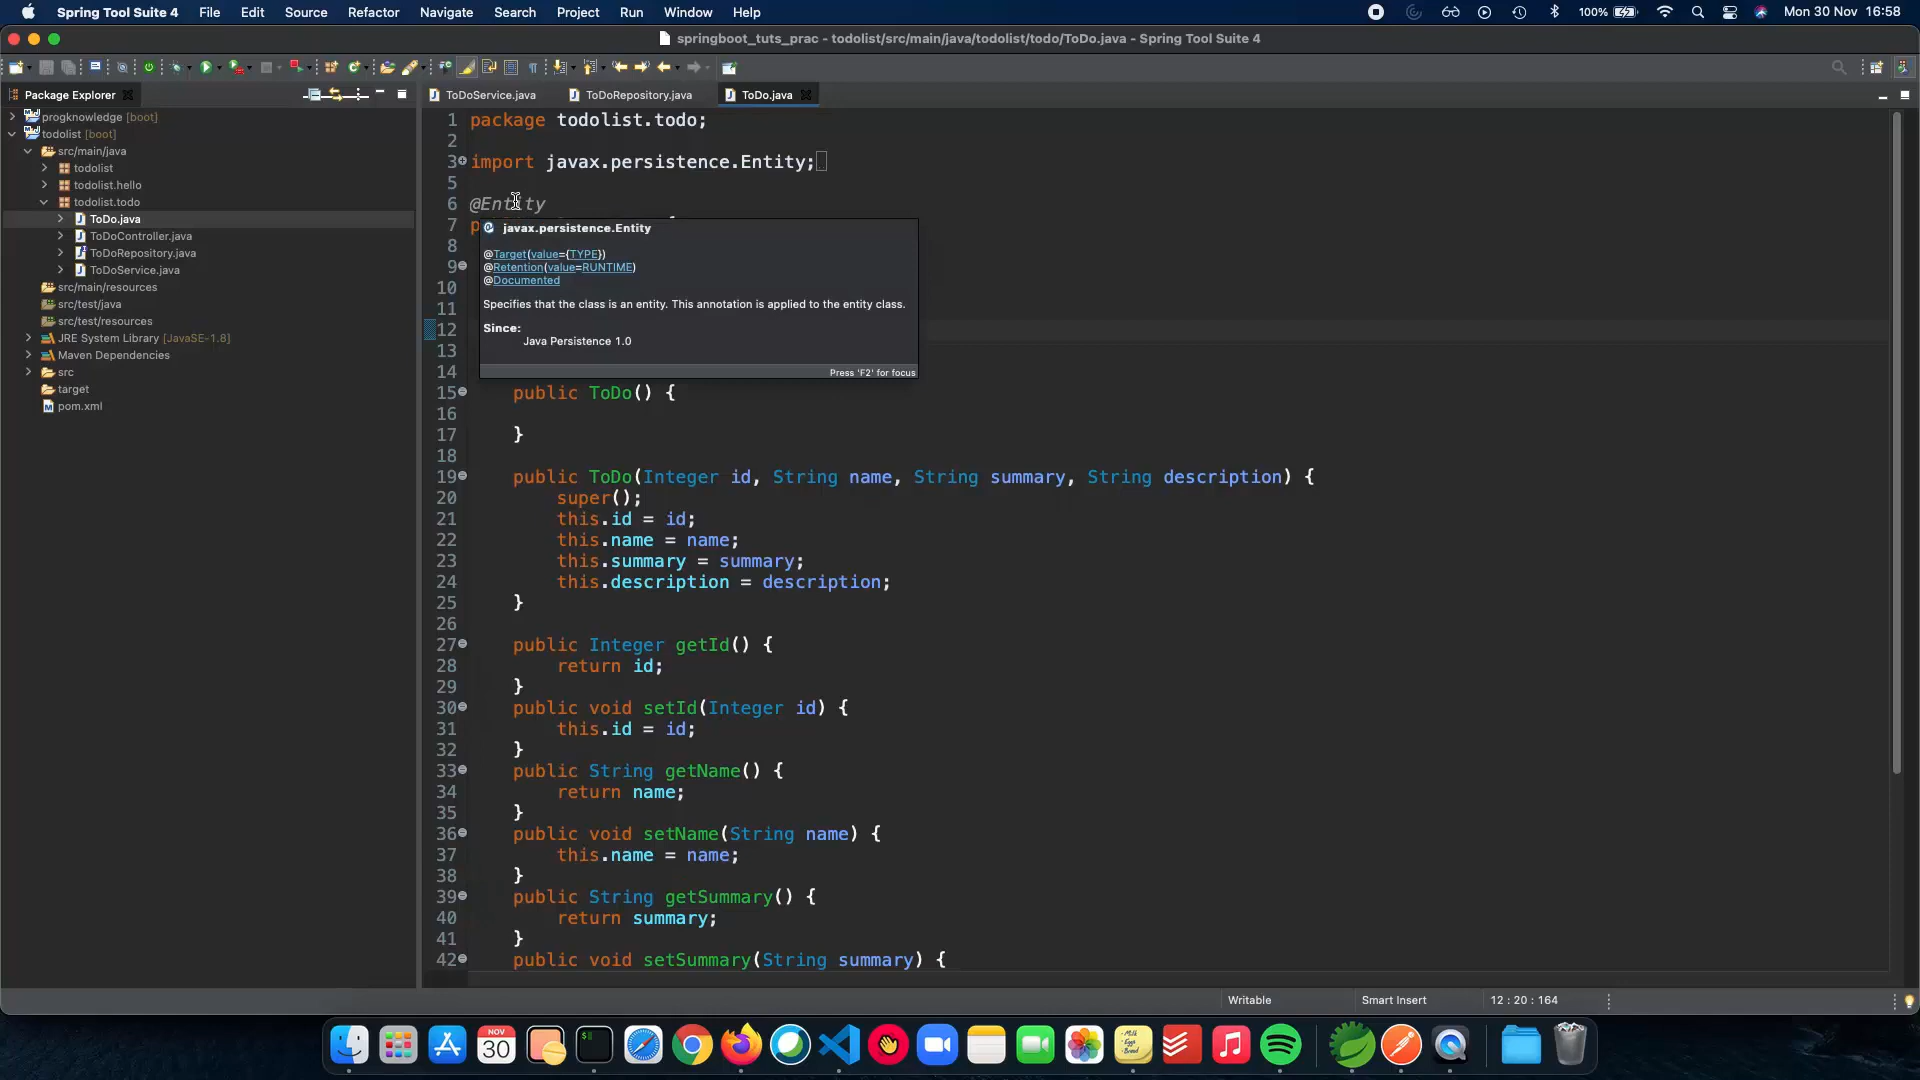 Spring Tool Suite 4 File Edit Source Refactor Navigate Search Project Run Window Help 100% Mon 30 Nov 16:58
springboot_tuts_prac - todolist/src/main/java/todolist/todo/ToDo.java - Spring Tool Suite 4
Package Explorer
ToDoService.java ToDoRepository.java ToDo.java
progknowledge [boot]
todolist [boot]
src/main/java
todolist
todolist.hello
todolist.todo
ToDo.java
ToDoController.java
ToDoRepository.java
ToDoService.java
src/main/resources
src/test/java
src/test/resources
JRE System Library [JavaSE-1.8]
Maven Dependencies
src
target
pom.xml
1 package todolist.todo;
2
3 import javax.persistence.Entity;
5
6 @Entity
7
8
9
10
11
12
13
14
javax.persistence.Entity
@Target(value={TYPE})
@Retention(value=RUNTIME)
@Documented
Specifies that the class is an entity. This annotation is applied to the entity class.
Since:
Java Persistence 1.0
Press 'F2' for focus
15 public ToDo() {
16
17 }
18
19 public ToDo(Integer id, String name, String summary, String description) {
20 super();
21 this.id = id;
22 this.name = name;
23 this.summary = summary;
24 this.description = description;
25 }
26
27 public Integer getId() {
28 return id;
29 }
30 public void setId(Integer id) {
31 this.id = id;
32 }
33 public String getName() {
34 return name;
35 }
36 public void setName(String name) {
37 this.name = name;
38 }
39 public String getSummary() {
40 return summary;
41 }
42 public void setSummary(String summary) {
Writable Smart Insert 12 : 20 : 164
NOV
30